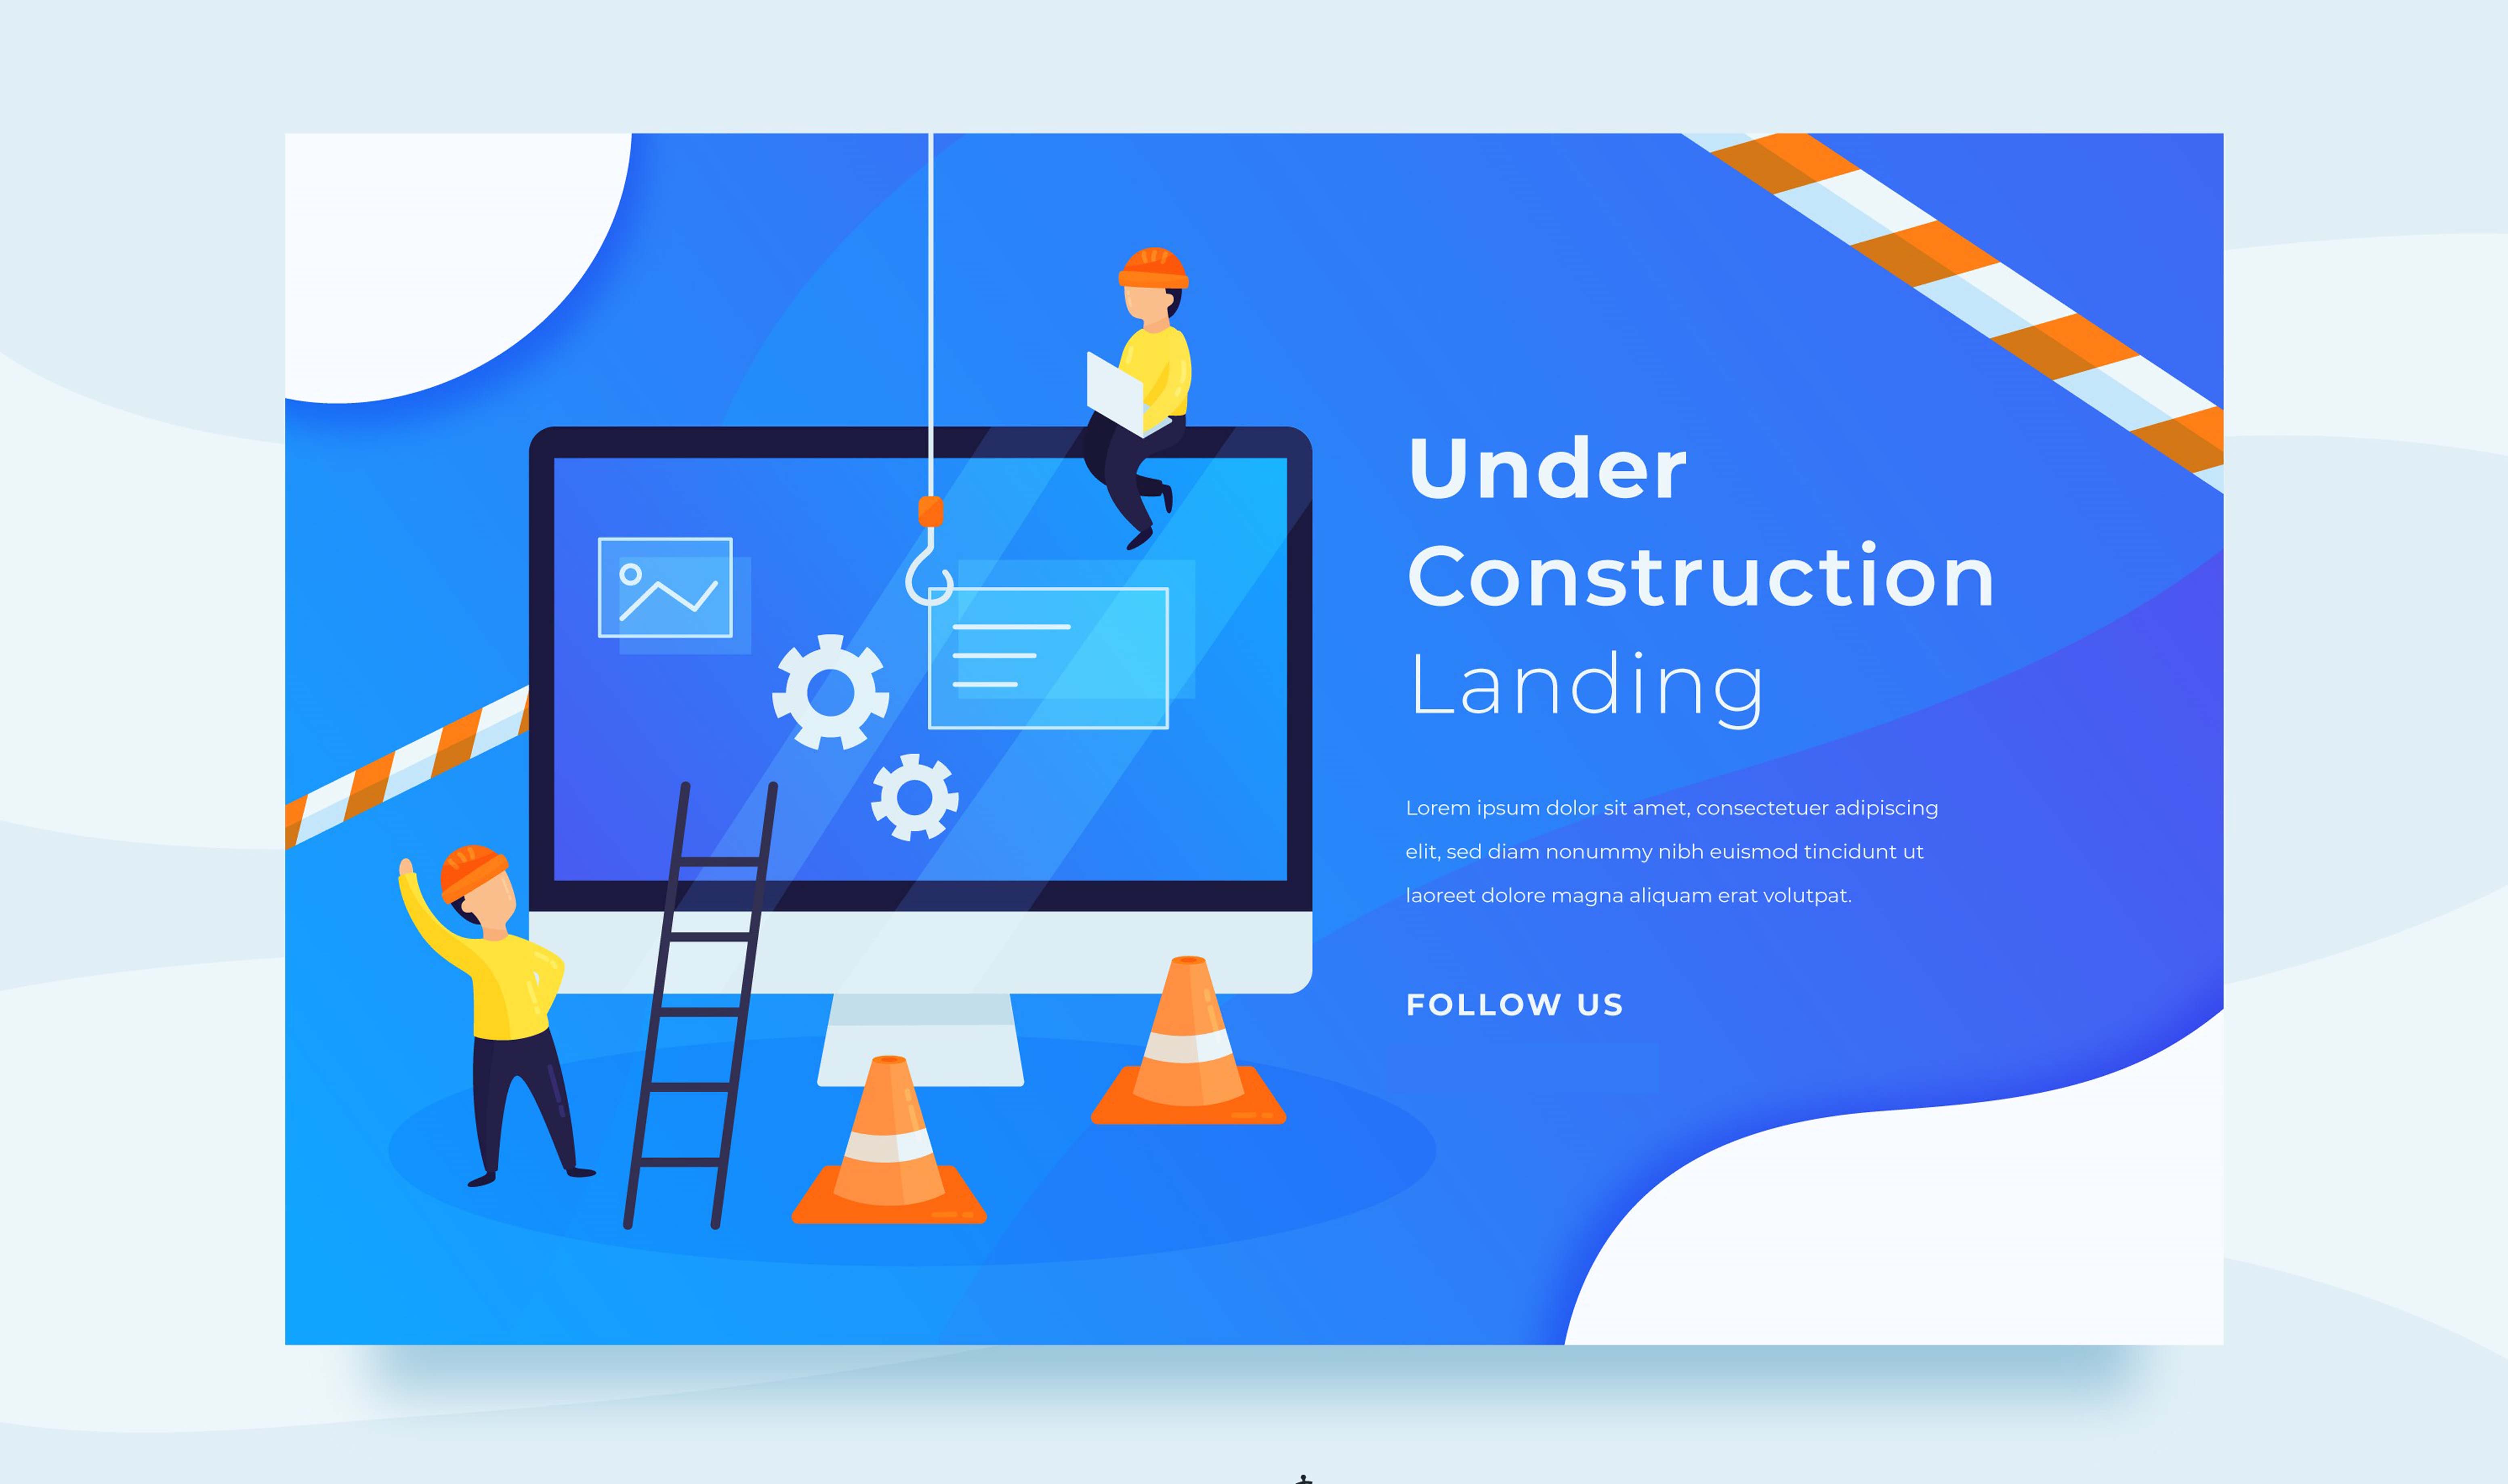 Under
Construction
Landing
Lorem ipsum dolor sit amet, consectetuer adipiscing
elit, sed diam nonummy nibh euismod tincidunt ut
laoreet dolore magna aliquam erat volutpat.
FOLLOW US